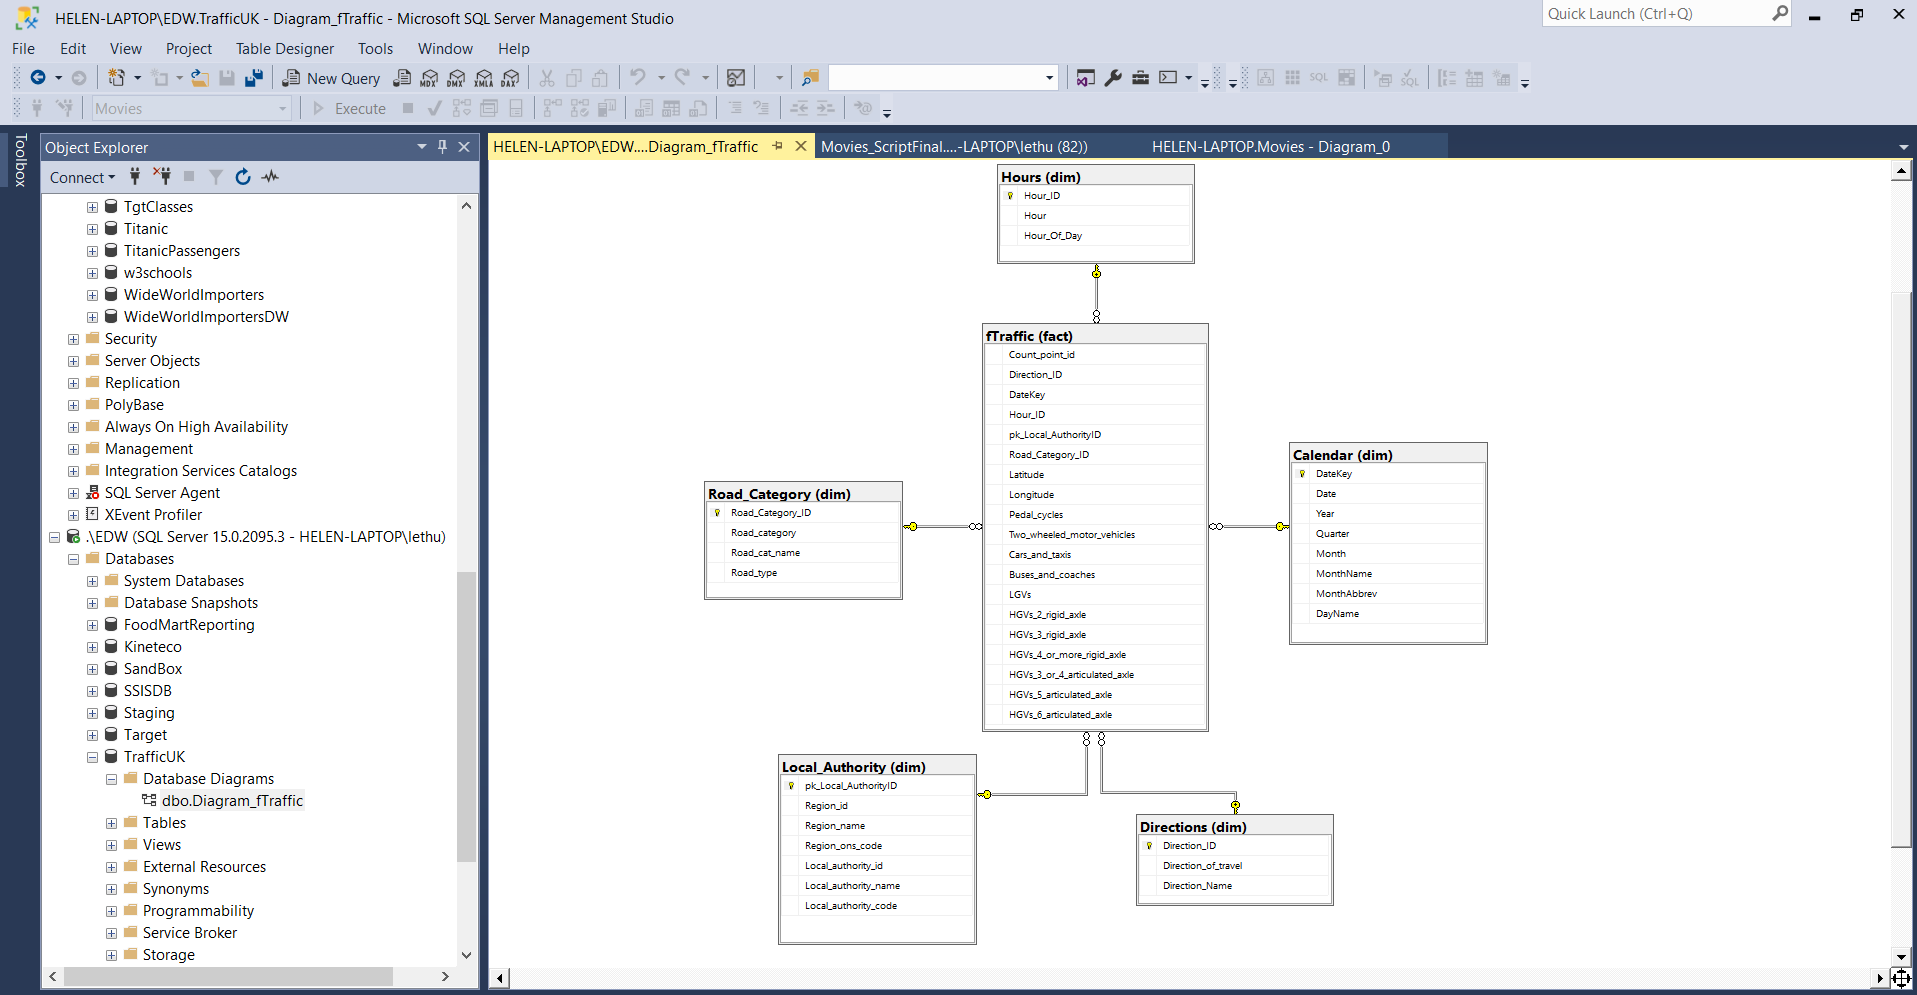 HELEN-LAPTOP\EDW.TrafficUK - Diagram_fTraffic - Microsoft SQL Server Management Studio
Quick Launch (Ctrl+Q)
File Edit View Project Table Designer Tools Window Help
New Query MDX DMX XMLA DAX SQL SQL
Movies Execute
Toolbox
Object Explorer
Connect
TgtClasses
Titanic
TitanicPassengers
w3schools
WideWorldImporters
WideWorldImportersDW
Security
Server Objects
Replication
PolyBase
Always On High Availability
Management
Integration Services Catalogs
SQL Server Agent
XEvent Profiler
.\EDW (SQL Server 15.0.2095.3 - HELEN-LAPTOP\lethu)
Databases
System Databases
Database Snapshots
FoodMartReporting
Kineteco
SandBox
SSISDB
Staging
Target
TrafficUK
Database Diagrams
dbo.Diagram_fTraffic
Tables
Views
External Resources
Synonyms
Programmability
Service Broker
Storage
HELEN-LAPTOP\EDW....Diagram_fTraffic
Movies_ScriptFinal....-LAPTOP\lethu (82))
HELEN-LAPTOP.Movies - Diagram_0
Hours (dim)
Hour_ID
Hour
Hour_Of_Day
fTraffic (fact)
Count_point_id
Direction_ID
DateKey
Hour_ID
pk_Local_AuthorityID
Road_Category_ID
Latitude
Longitude
Pedal_cycles
Two_wheeled_motor_vehicles
Cars_and_taxis
Buses_and_coaches
LGVs
HGVs_2_rigid_axle
HGVs_3_rigid_axle
HGVs_4_or_more_rigid_axle
HGVs_3_or_4_articulated_axle
HGVs_5_articulated_axle
HGVs_6_articulated_axle
Road_Category (dim)
Road_Category_ID
Road_category
Road_cat_name
Road_type
Calendar (dim)
DateKey
Date
Year
Quarter
Month
MonthName
MonthAbbrev
DayName
Local_Authority (dim)
pk_Local_AuthorityID
Region_id
Region_name
Region_ons_code
Local_authority_id
Local_authority_name
Local_authority_code
Directions (dim)
Direction_ID
Direction_of_travel
Direction_Name